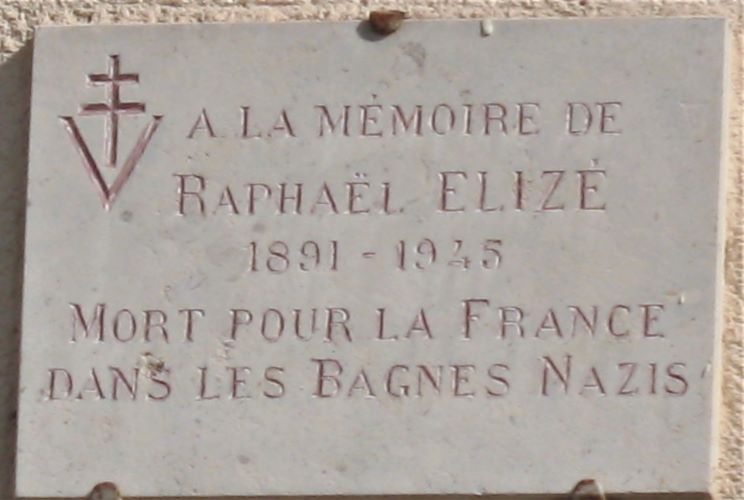 A LA MÉMOIRE DE
RAPHAËL ELIZÉ
1891 - 1945
MORT POUR LA FRANCE
DANS LES BAGNES NAZIS